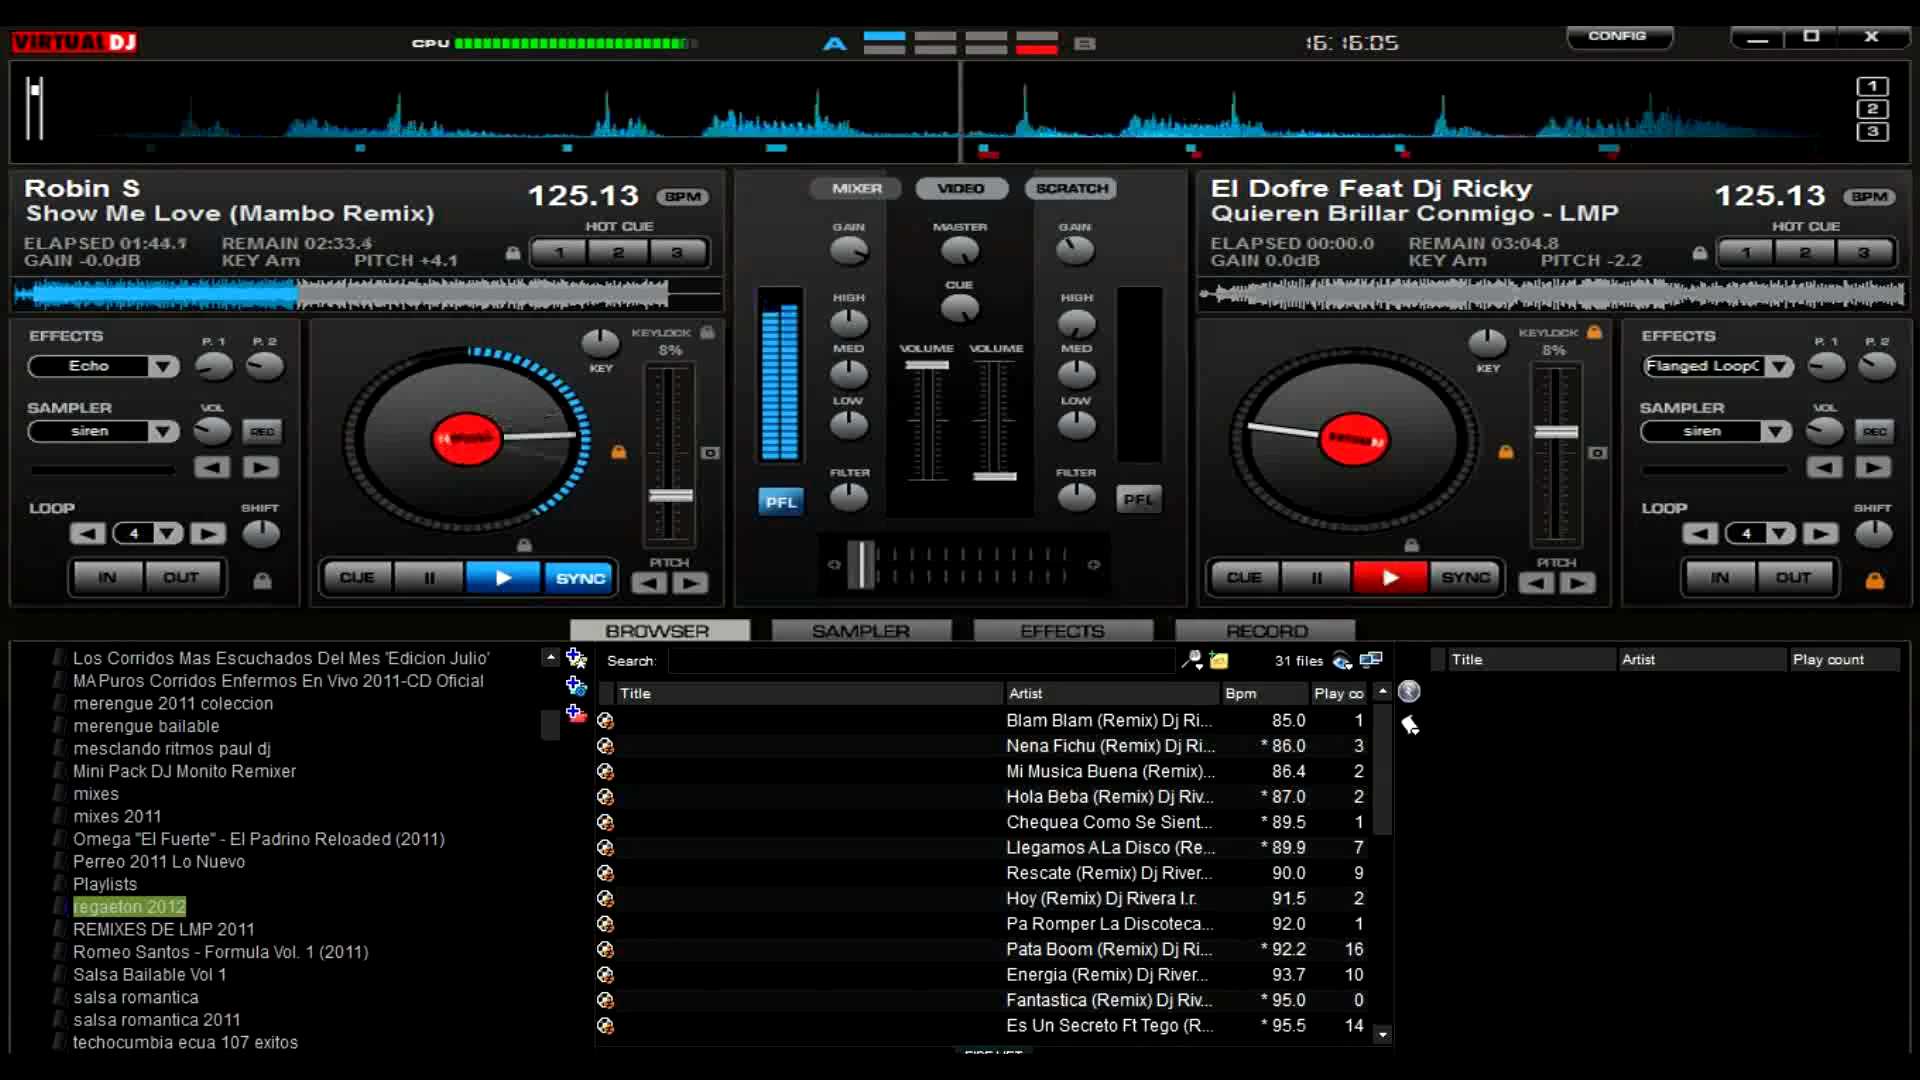 VIRTUAL DJ
CPU
A
B
16:16:05
CONFIG
1
2
3
Robin S
Show Me Love (Mambo Remix)
125.13 BPM
HOT CUE
ELAPSED 01:44.1 REMAIN 02:33.4
GAIN -0.0dB KEY Am PITCH +4.1
1 2 3
MIXER VIDEO SCRATCH
GAIN MASTER GAIN
CUE
HIGH HIGH
MED VOLUME VOLUME MED
LOW LOW
FILTER FILTER
PFL PFL
El Dofre Feat Dj Ricky
Quieren Brillar Conmigo - LMP
125.13 BPM
HOT CUE
ELAPSED 00:00.0 REMAIN 03:04.8
GAIN 0.0dB KEY Am PITCH -2.2
1 2 3
EFFECTS P. 1 P. 2
Echo
SAMPLER VOL
siren REC
LOOP SHIFT
4
IN OUT
KEYLOCK
8%
KEY
PITCH
CUE SYNC
KEYLOCK
8%
KEY
PITCH
CUE SYNC
EFFECTS P. 1 P. 2
Flanged LoopC
SAMPLER VOL
siren REC
LOOP SHIFT
4
IN OUT
BROWSER SAMPLER EFFECTS RECORD
Los Corridos Mas Escuchados Del Mes 'Edicion Julio'
MA Puros Corridos Enfermos En Vivo 2011-CD Oficial
merengue 2011 coleccion
merengue bailable
mesclando ritmos paul dj
Mini Pack DJ Monito Remixer
mixes
mixes 2011
Omega "El Fuerte" - El Padrino Reloaded (2011)
Perreo 2011 Lo Nuevo
Playlists
regaeton 2012
REMIXES DE LMP 2011
Romeo Santos - Formula Vol. 1 (2011)
Salsa Bailable Vol 1
salsa romantica
salsa romantica 2011
techocumbia ecua 107 exitos
Search: 31 files
Title Artist Bpm Play co
Blam Blam (Remix) Dj Ri... 85.0 1
Nena Fichu (Remix) Dj Ri... * 86.0 3
Mi Musica Buena (Remix)... 86.4 2
Hola Beba (Remix) Dj Riv... * 87.0 2
Chequea Como Se Sient... * 89.5 1
Llegamos A La Disco (Re... * 89.9 7
Rescate (Remix) Dj River... 90.0 9
Hoy (Remix) Dj Rivera I.r. 91.5 2
Pa Romper La Discoteca... 92.0 1
Pata Boom (Remix) Dj Ri... * 92.2 16
Energia (Remix) Dj River... 93.7 10
Fantastica (Remix) Dj Riv... * 95.0 0
Es Un Secreto Ft Tego (R... * 95.5 14
Title Artist Play count